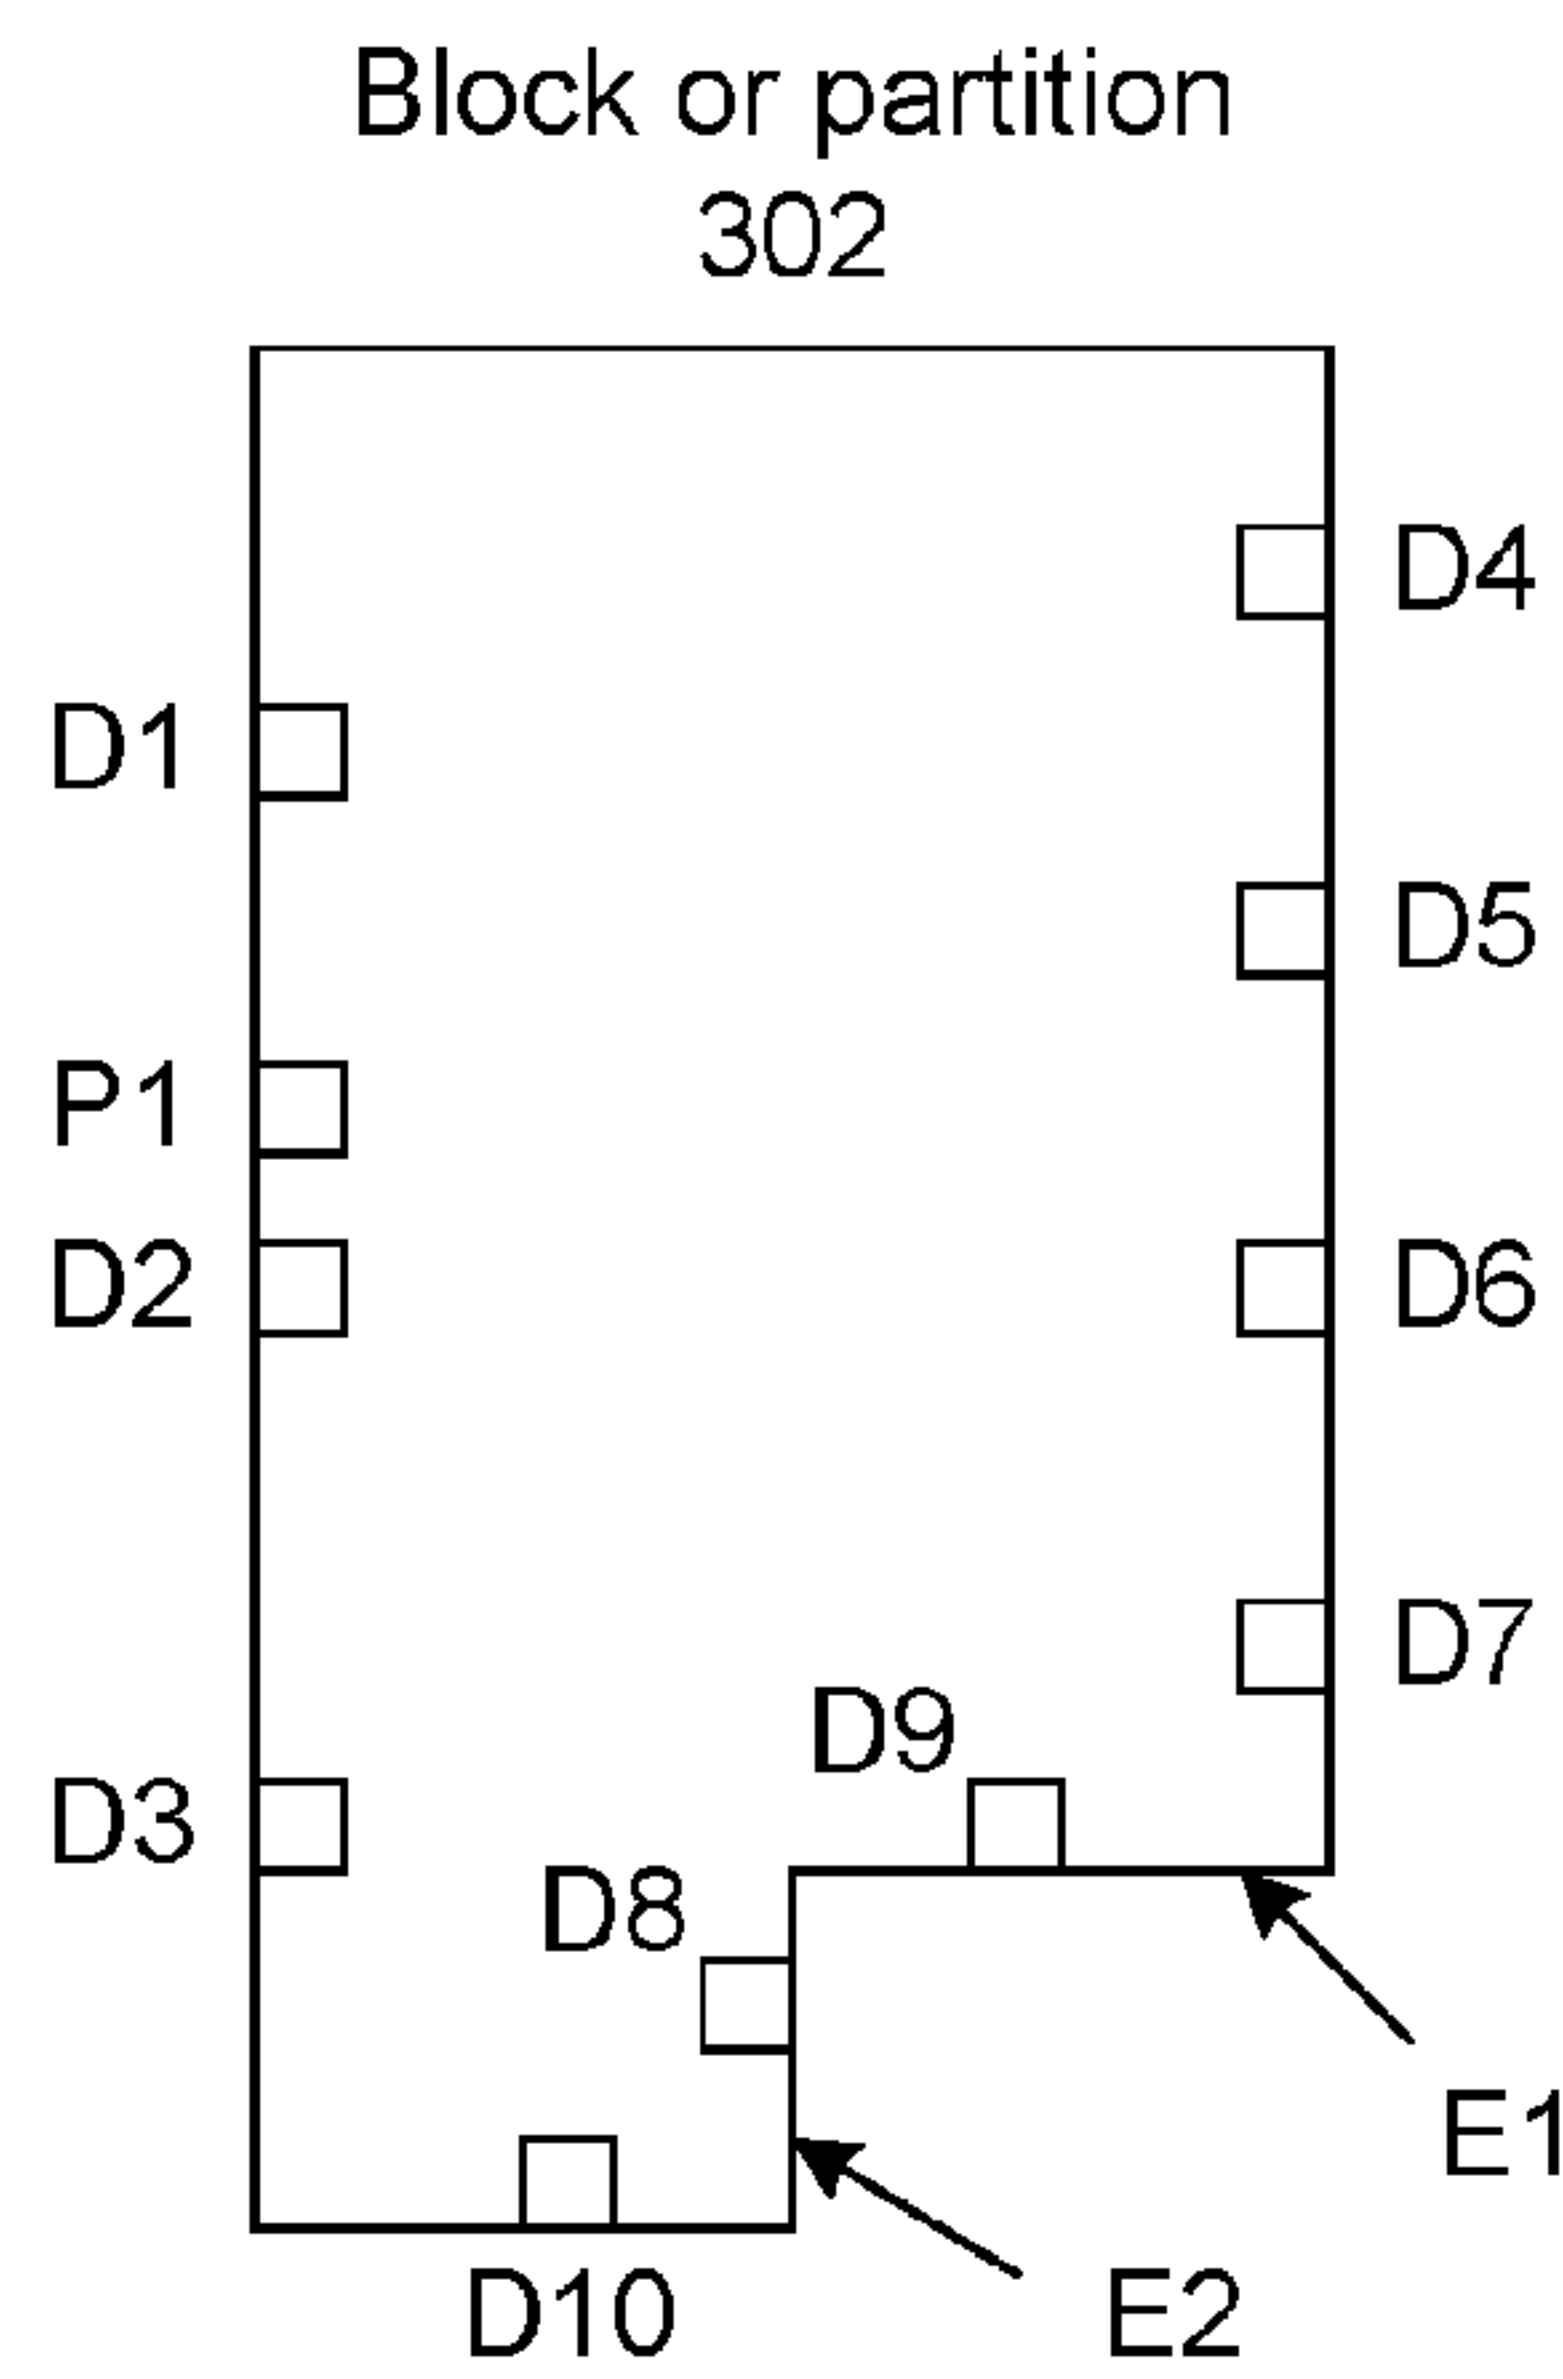 Block or partition
302
D4
D1
D5
P1
D2
D6
D7
D9
D3
D8
E1
D10
E2